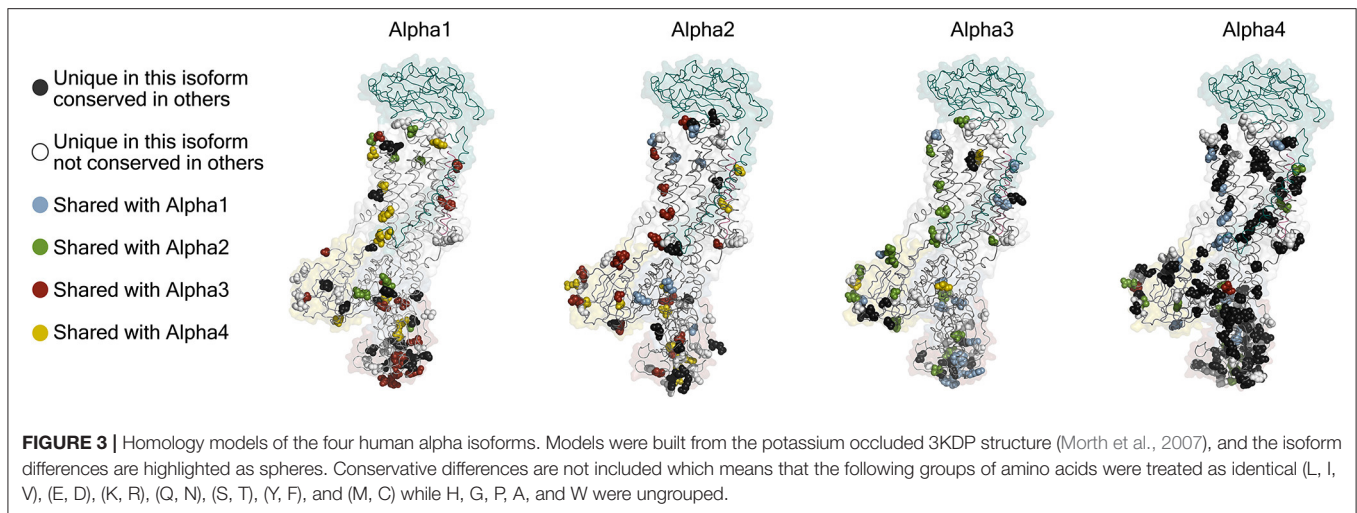 Alpha1 Alpha2 Alpha3 Alpha4
Unique in this isoform
conserved in others
Unique in this isoform
not conserved in others
Shared with Alpha1
Shared with Alpha2
Shared with Alpha3
Shared with Alpha4
FIGURE 3 | Homology models of the four human alpha isoforms. Models were built from the potassium occluded 3KDP structure (Morth et al., 2007), and the isoform
differences are highlighted as spheres. Conservative differences are not included which means that the following groups of amino acids were treated as identical (L, I,
V), (E, D), (K, R), (Q, N), (S, T), (Y, F), and (M, C) while H, G, P, A, and W were ungrouped.